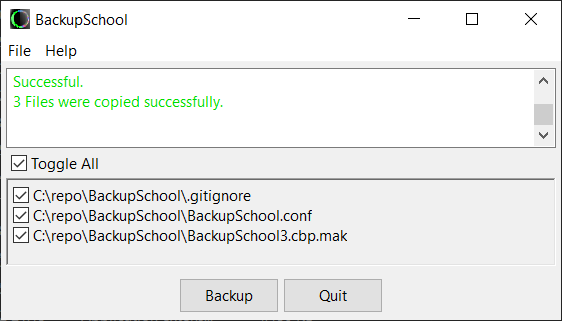 BackupSchool
File Help
Successful.
3 Files were copied successfully.
Toggle All
C:\repo\BackupSchool\.gitignore
C:\repo\BackupSchool\BackupSchool.conf
C:\repo\BackupSchool\BackupSchool3.cbp.mak
Backup Quit